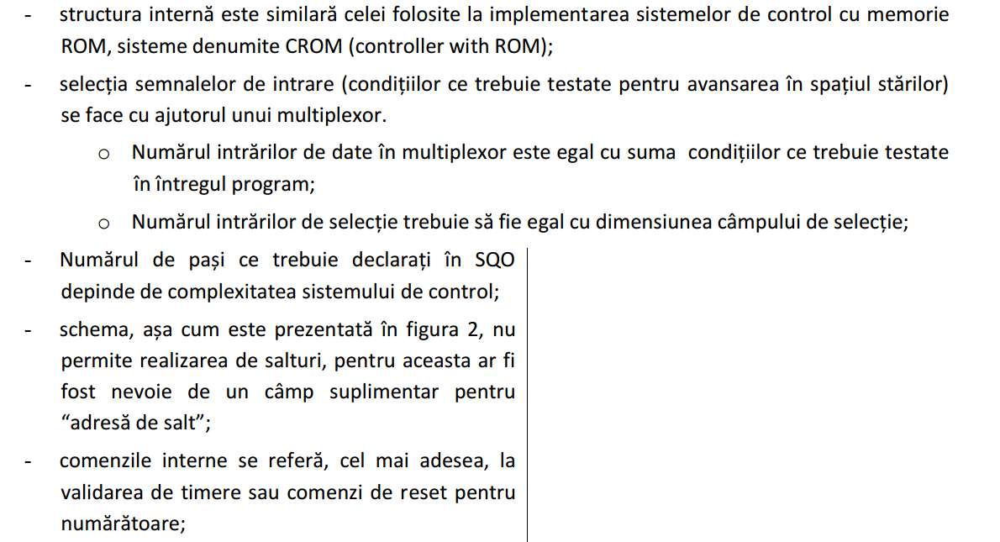 - structura internă este similară celei folosite la implementarea sistemelor de control cu memorie
ROM, sisteme denumite CROM (controller with ROM);
- selecția semnalelor de intrare (condițiilor ce trebuie testate pentru avansarea în spațiul stărilor)
se face cu ajutorul unui multiplexor.
o Numărul intrărilor de date în multiplexor este egal cu suma condițiilor ce trebuie testate
în întregul program;
o Numărul intrărilor de selecție trebuie să fie egal cu dimensiunea câmpului de selecție;
- Numărul de pași ce trebuie declarați în SQO
depinde de complexitatea sistemului de control;
- schema, așa cum este prezentată în figura 2, nu
permite realizarea de salturi, pentru aceasta ar fi
fost nevoie de un câmp suplimentar pentru
“adresă de salt”;
- comenzile interne se referă, cel mai adesea, la
validarea de timere sau comenzi de reset pentru
numărătoare;